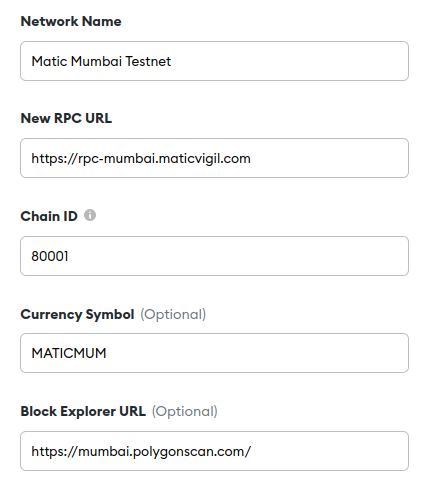 Network Name
Matic Mumbai Testnet
New RPC URL
https://rpc-mumbai.maticvigil.com
Chain ID
80001
Currency Symbol (Optional)
MATICMUM
Block Explorer URL (Optional)
https://mumbai.polygonscan.com/